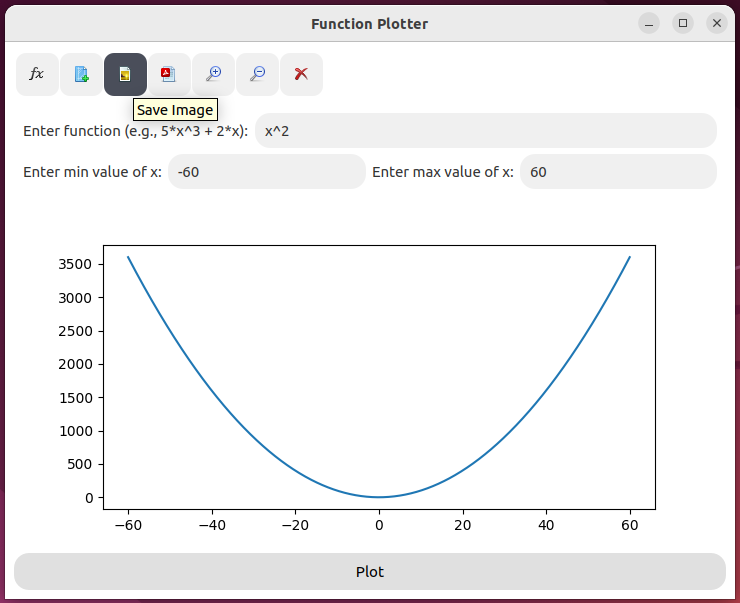 Function Plotter
fx
Save Image
Enter function (e.g., 5*x^3 + 2*x): x^2
Enter min value of x: -60 Enter max value of x: 60
3500
3000
2500
2000
1500
1000
500
0
−60 −40 −20 0 20 40 60
Plot